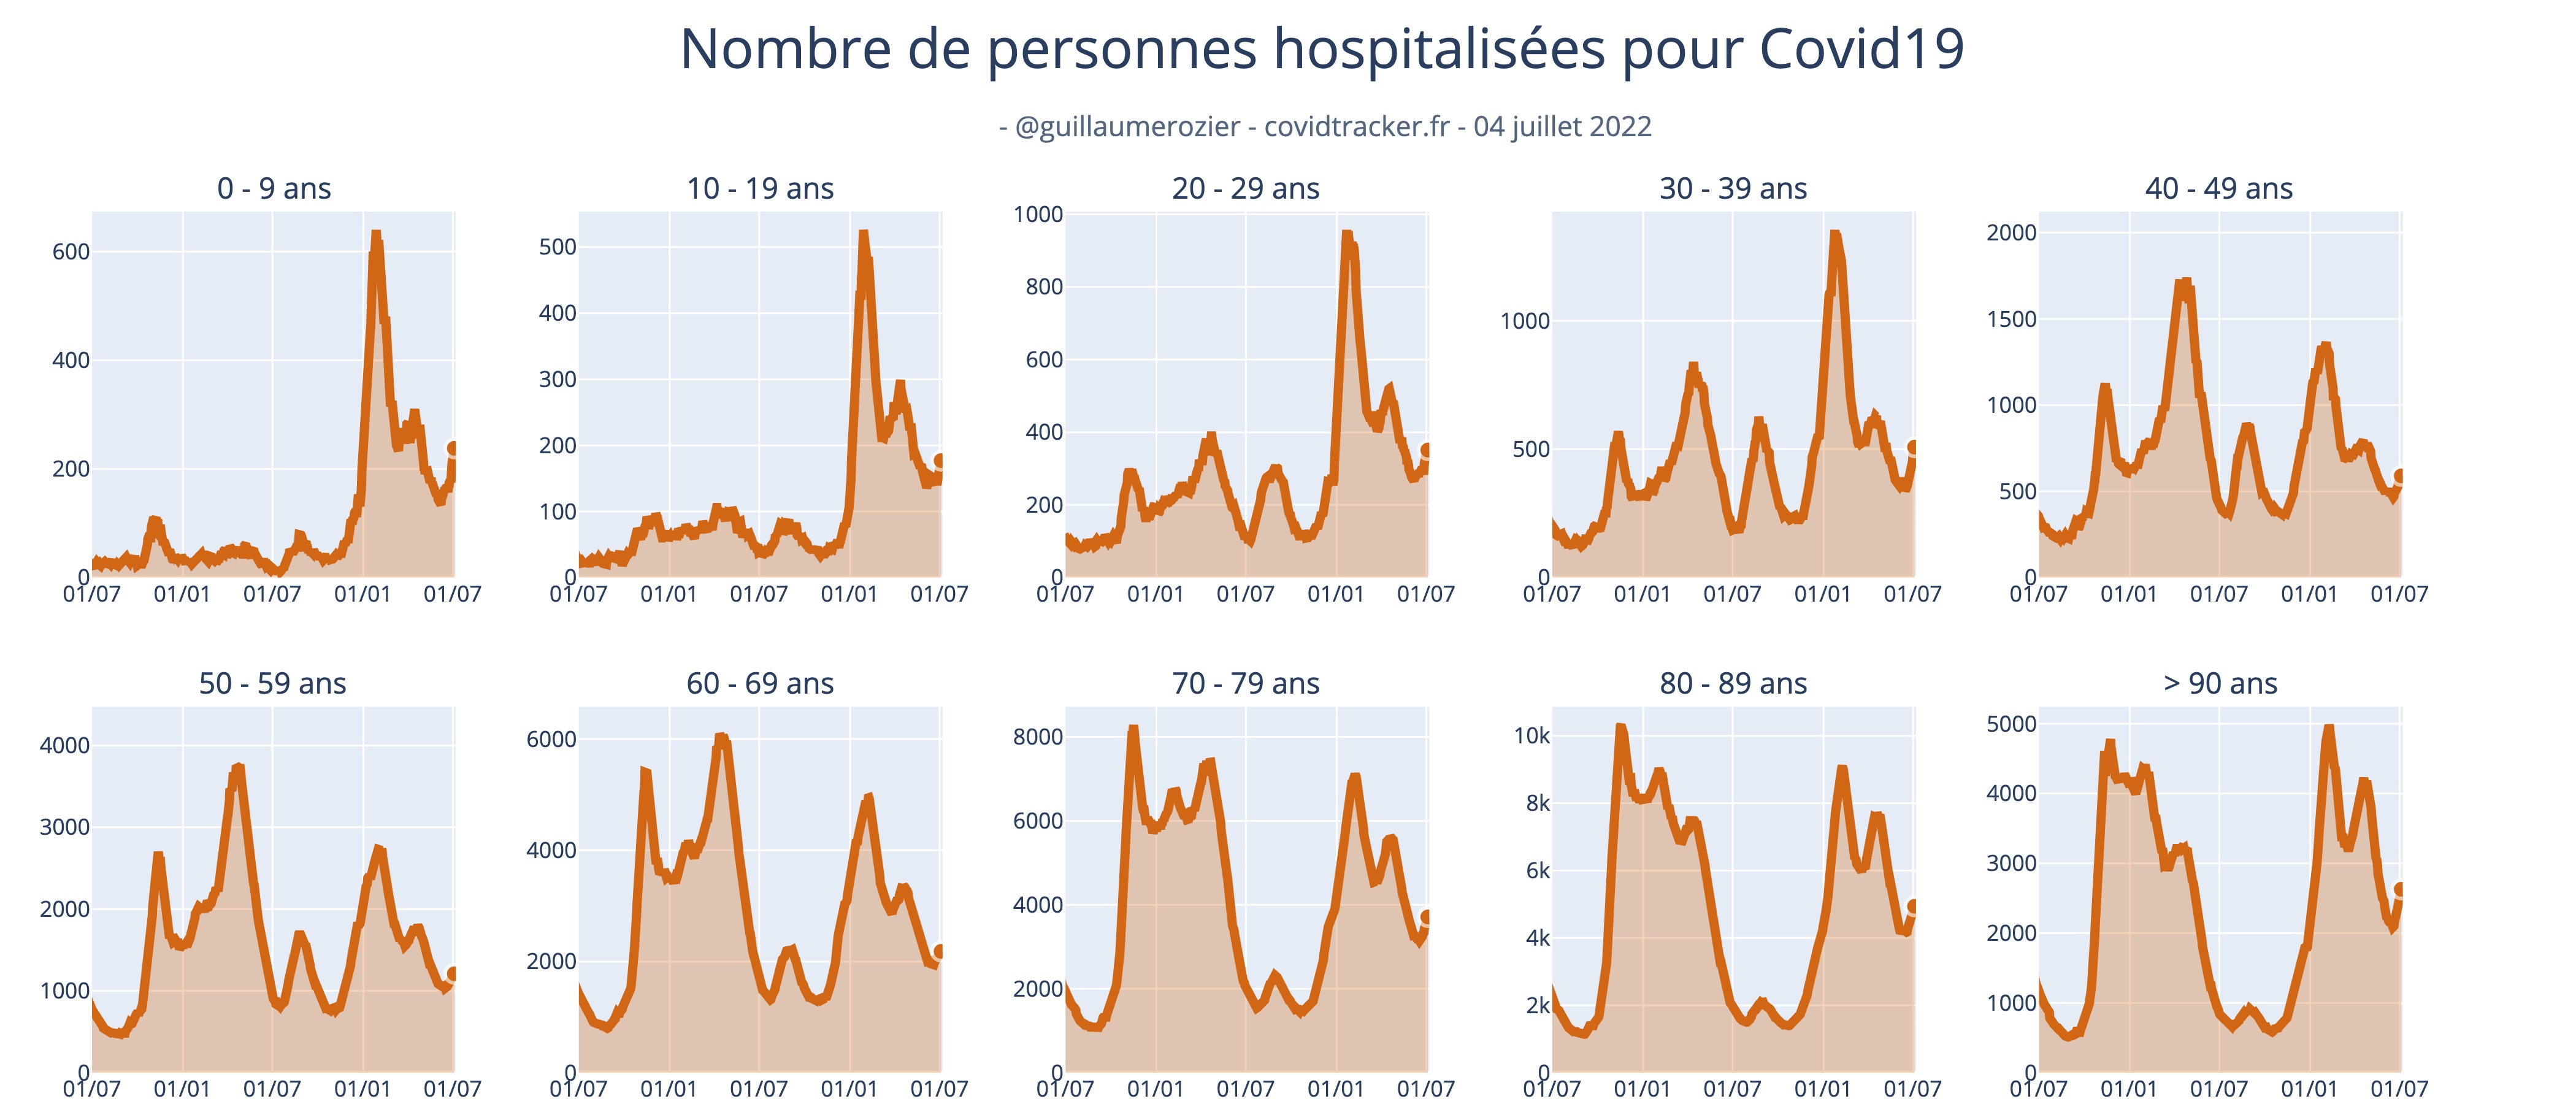 Nombre de personnes hospitalisées pour Covid19
- @guillaumerozier - covidtracker.fr - 04 juillet 2022
0 - 9 ans
600
400
200
0
01/07 01/01 01/07 01/01 01/07
10 - 19 ans
500
400
300
200
100
0
01/07 01/01 01/07 01/01 01/07
20 - 29 ans
1000
800
600
400
200
0
01/07 01/01 01/07 01/01 01/07
30 - 39 ans
1000
500
0
01/07 01/01 01/07 01/01 01/07
40 - 49 ans
2000
1500
1000
500
0
01/07 01/01 01/07 01/01 01/07
50 - 59 ans
4000
3000
2000
1000
0
01/07 01/01 01/07 01/01 01/07
60 - 69 ans
6000
4000
2000
0
01/07 01/01 01/07 01/01 01/07
70 - 79 ans
8000
6000
4000
2000
0
01/07 01/01 01/07 01/01 01/07
80 - 89 ans
10k
8k
6k
4k
2k
0
01/07 01/01 01/07 01/01 01/07
> 90 ans
5000
4000
3000
2000
1000
0
01/07 01/01 01/07 01/01 01/07